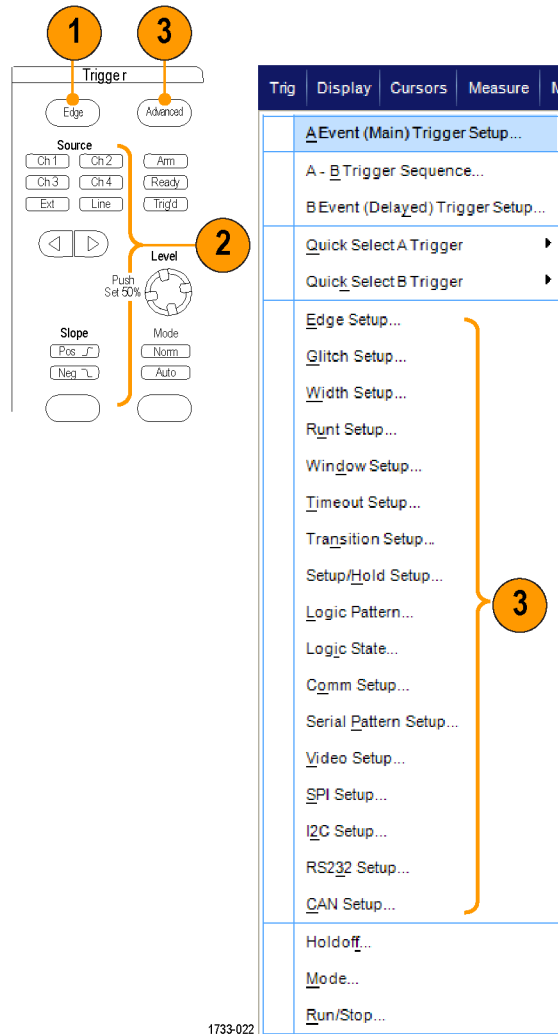 1
3
Trigger
Edge
Advanced
Source
Ch 1 Ch 2 Arm
Ch 3 Ch 4 Ready
Ext Line Trig'd
2
Level
Push
Set 50%
Slope Mode
Pos Norm
Neg Auto
Trig Display Cursors Measure M
A Event (Main) Trigger Setup...
A - B Trigger Sequence...
B Event (Delayed) Trigger Setup...
Quick Select A Trigger
Quick Select B Trigger
Edge Setup...
Glitch Setup...
Width Setup...
Runt Setup...
Window Setup...
Timeout Setup...
Transition Setup...
Setup/Hold Setup...
Logic Pattern...
Logic State...
Comm Setup...
Serial Pattern Setup...
Video Setup...
SPI Setup...
I2C Setup...
RS232 Setup...
CAN Setup...
3
Holdoff...
Mode...
Run/Stop...
1733-022